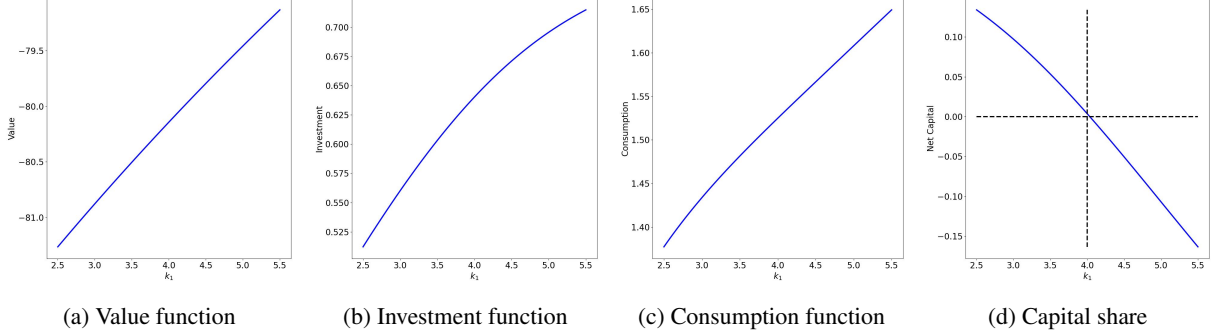 Value
−79.5
−80.0
−80.5
−81.0
2.5 3.0 3.5 4.0 4.5 5.0 5.5
k1
(a) Value function
Investment
0.700
0.675
0.650
0.625
0.600
0.575
0.550
0.525
2.5 3.0 3.5 4.0 4.5 5.0 5.5
k1
(b) Investment function
Consumption
1.65
1.60
1.55
1.50
1.45
1.40
2.5 3.0 3.5 4.0 4.5 5.0 5.5
k1
(c) Consumption function
Net Capital
0.10
0.05
0.00
−0.05
−0.10
−0.15
2.5 3.0 3.5 4.0 4.5 5.0 5.5
k1
(d) Capital share